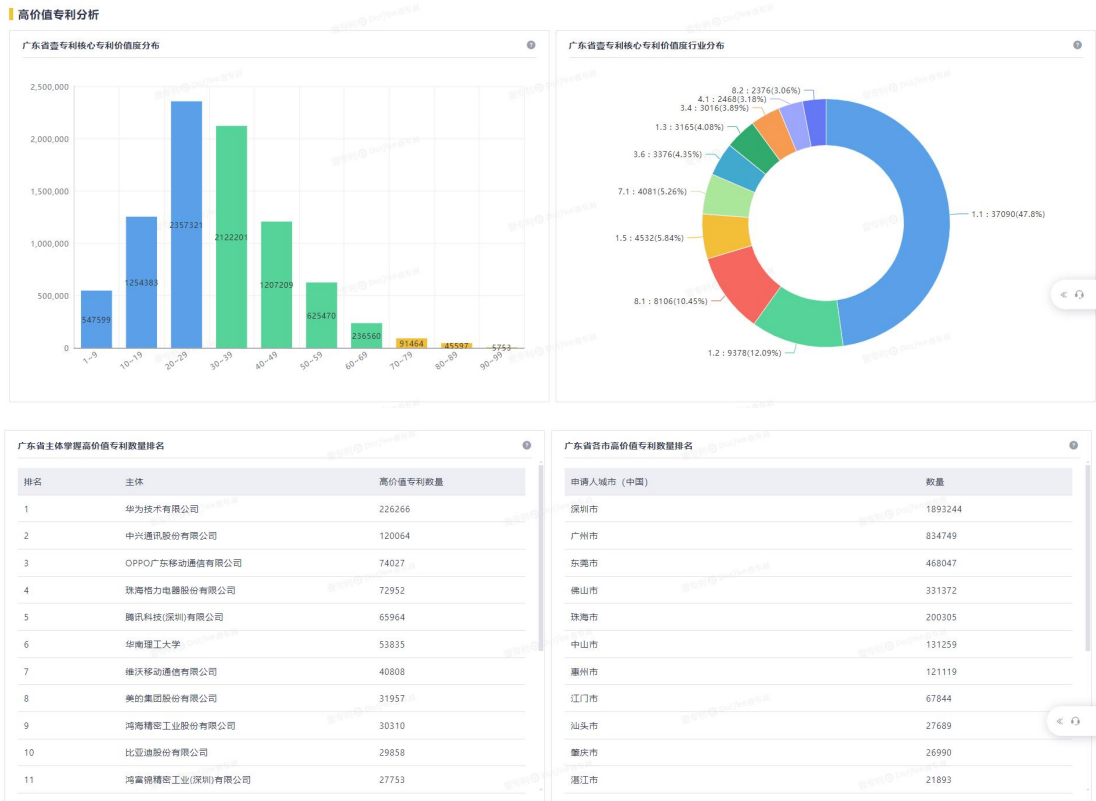 高价值专利分析
广东省壹专利核心专利价值度分布
2,500,000
2,000,000
1,500,000
1,000,000
500,000
0
547599
1254383
2357321
2122201
1207209
625470
236560
91464
45597
5753
1~9
10~19
20~29
30~39
40~49
50~59
60~69
70~79
80~89
90~99
广东省壹专利核心专利价值度行业分布
8.2 : 2376(3.06%)
4.1 : 2468(3.18%)
3.4 : 3016(3.89%)
1.3 : 3165(4.08%)
3.6 : 3376(4.35%)
7.1 : 4081(5.26%)
1.5 : 4532(5.84%)
8.1 : 8106(10.45%)
1.2 : 9378(12.09%)
1.1 : 37090(47.8%)
广东省主体掌握高价值专利数量排名
排名 主体 高价值专利数量
1 华为技术有限公司 226266
2 中兴通讯股份有限公司 120064
3 OPPO广东移动通信有限公司 74027
4 珠海格力电器股份有限公司 72952
5 腾讯科技(深圳)有限公司 65964
6 华南理工大学 53835
7 维沃移动通信有限公司 40808
8 美的集团股份有限公司 31957
9 鸿海精密工业股份有限公司 30310
10 比亚迪股份有限公司 29858
11 鸿富锦精密工业(深圳)有限公司 27753
广东省各市高价值专利数量排名
申请人城市（中国） 数量
深圳市 1893244
广州市 834749
东莞市 468047
佛山市 331372
珠海市 200305
中山市 131259
惠州市 121119
江门市 67844
汕头市 27689
肇庆市 26990
湛江市 21893